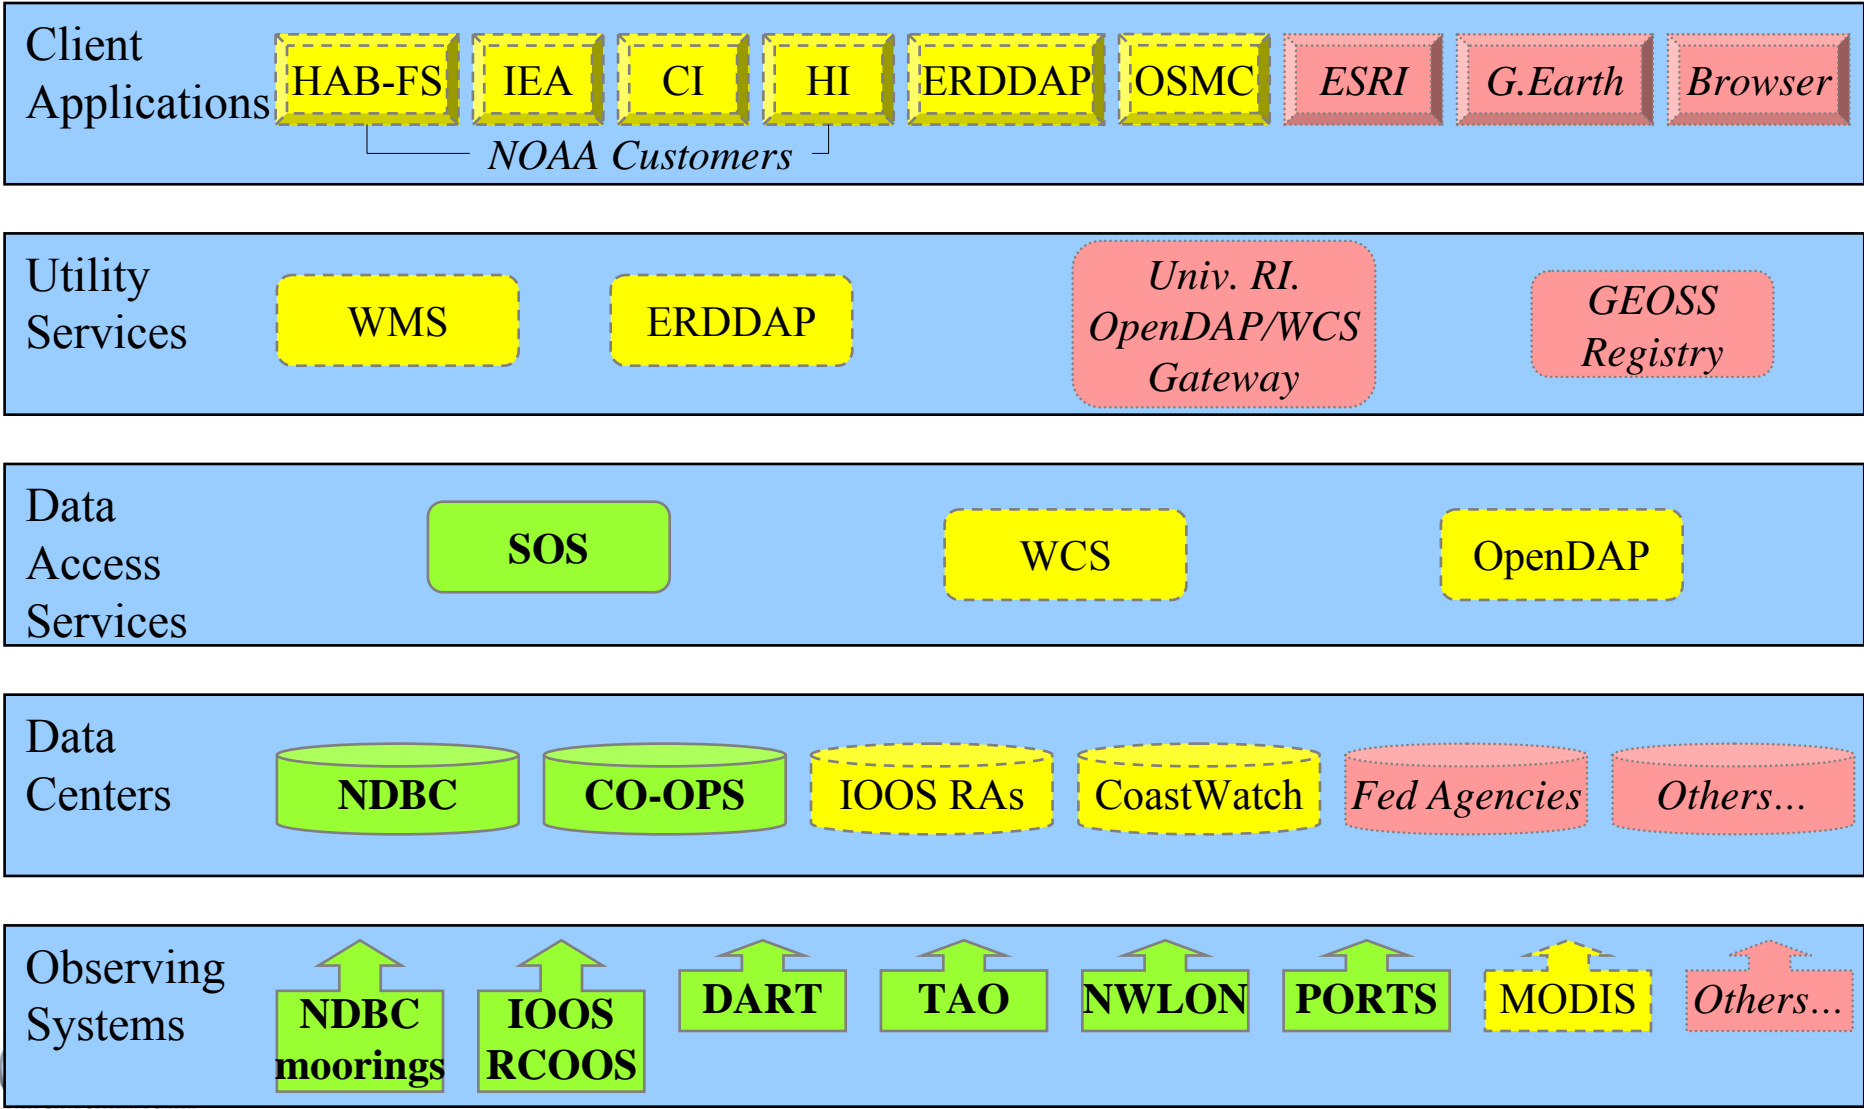 Client
Applications
HAB-FS
IEA
CI
HI
ERDDAP
OSMC
ESRI
G.Earth
Browser
NOAA Customers
Utility
Services
WMS
ERDDAP
Univ. RI.
OpenDAP/WCS
Gateway
GEOSS
Registry
Data
Access
Services
SOS
WCS
OpenDAP
Data
Centers
NDBC
CO-OPS
IOOS RAs
CoastWatch
Fed Agencies
Others...
Observing
Systems
NDBC
moorings
IOOS
RCOOS
DART
TAO
NWLON
PORTS
MODIS
Others...